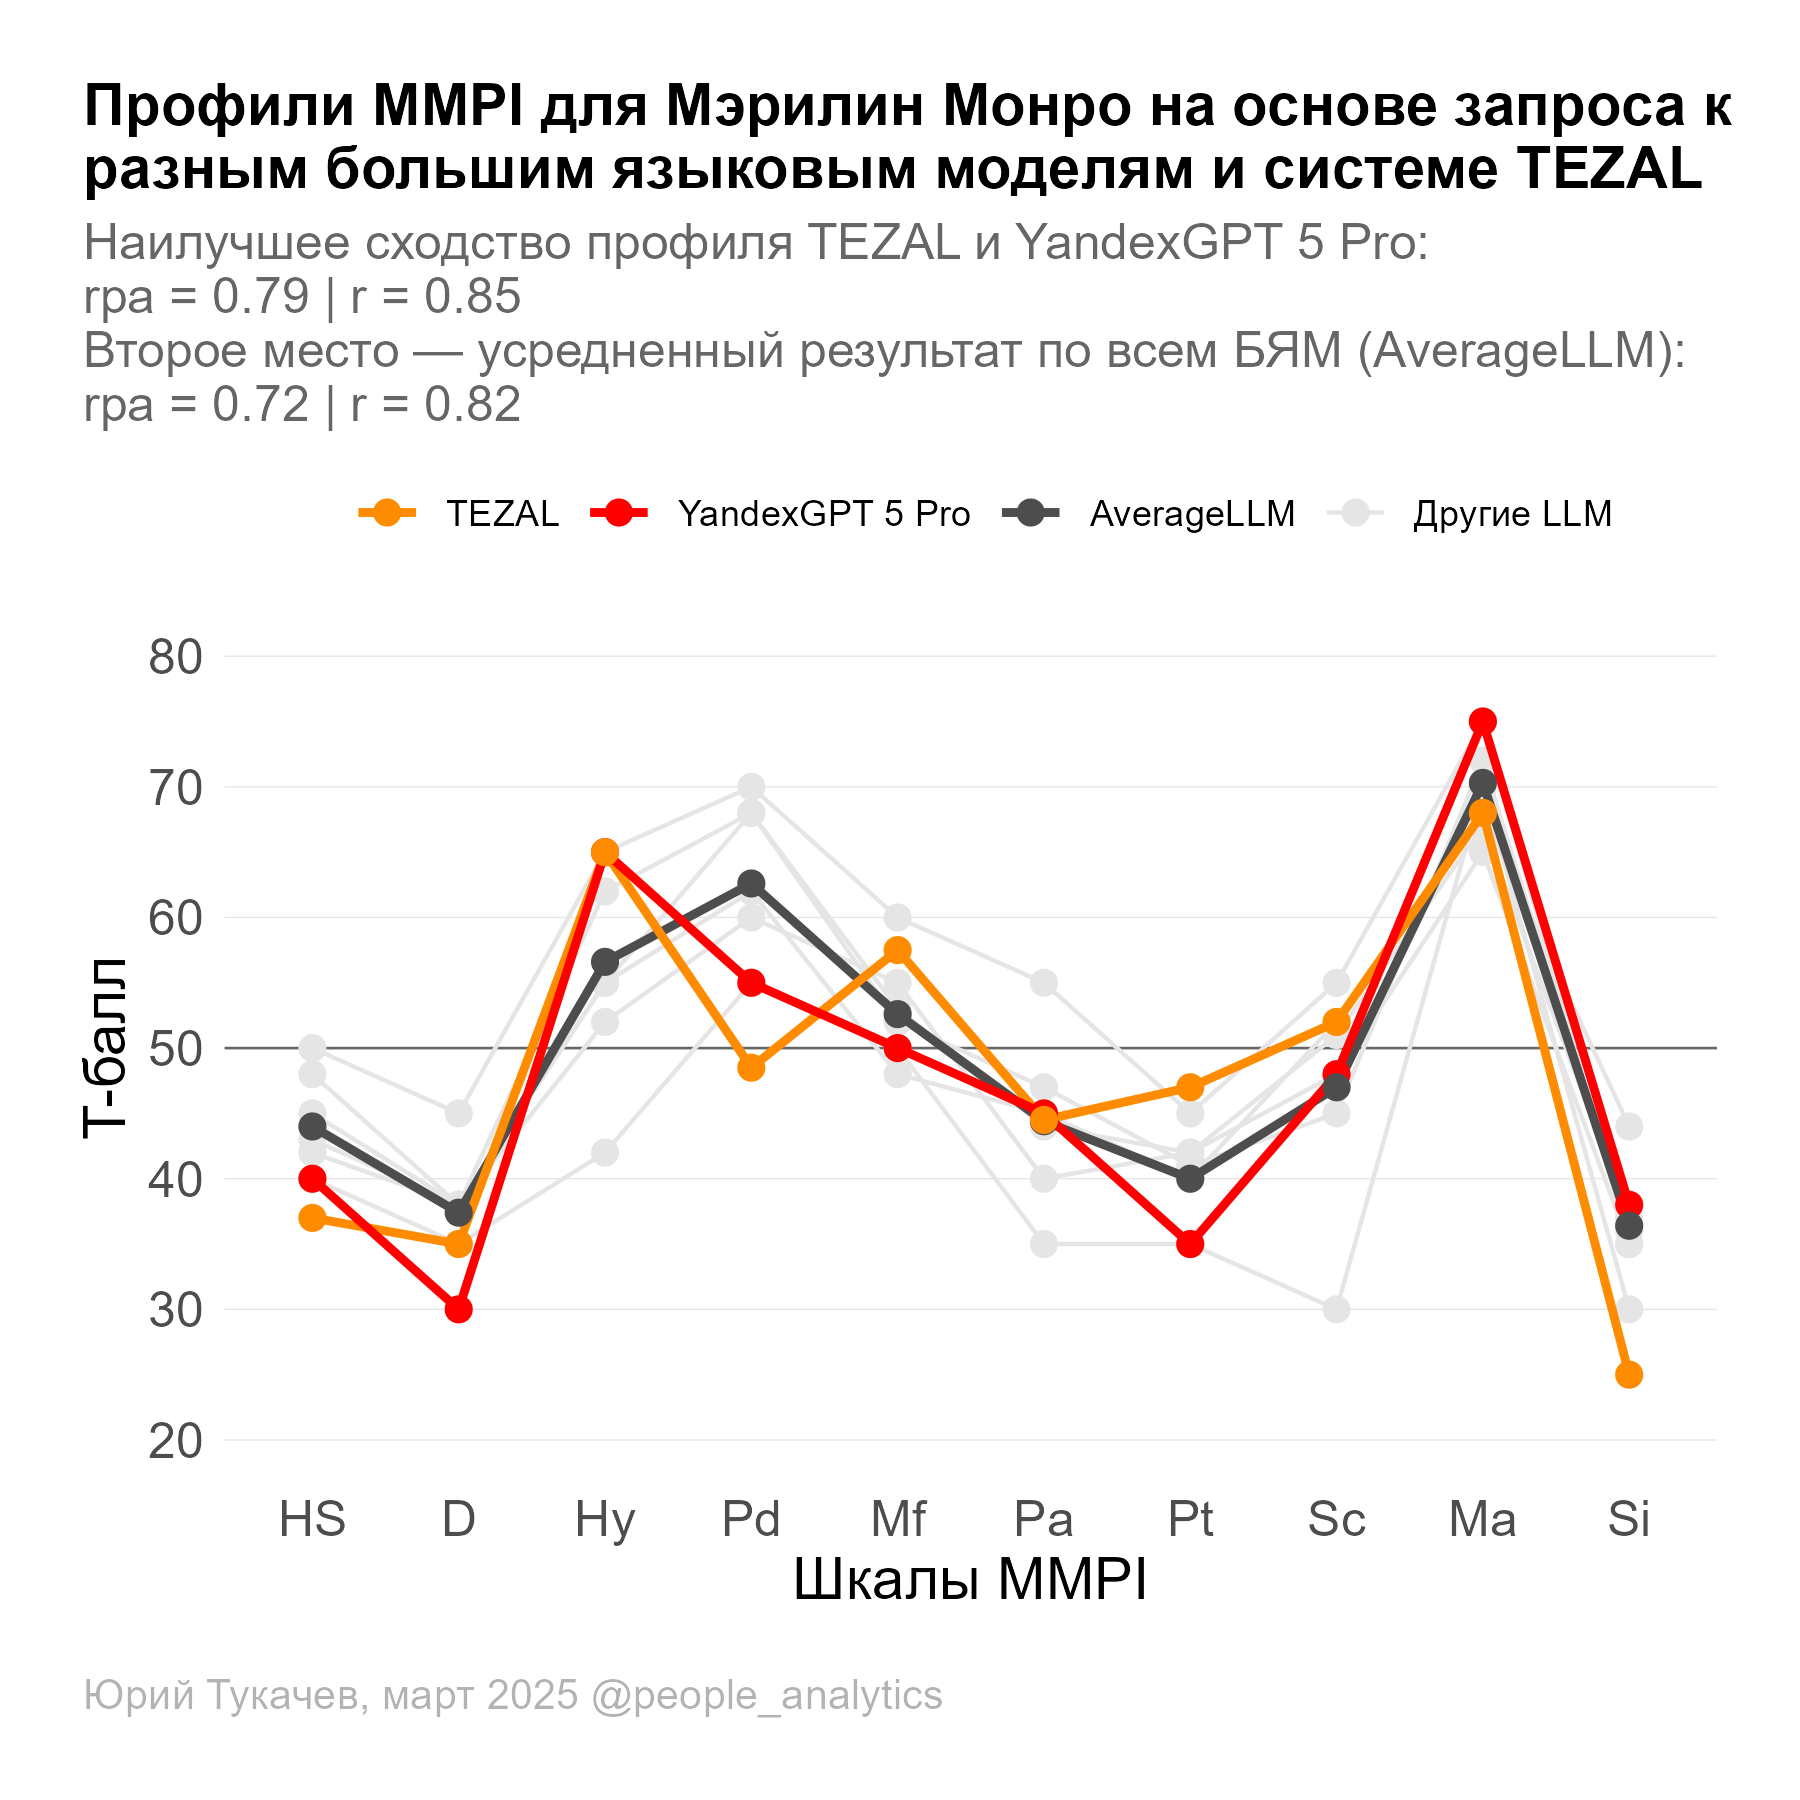 Профили MMPI для Мэрилин Монро на основе запроса к
разным большим языковым моделям и системе TEZAL
Наилучшее сходство профиля TEZAL и YandexGPT 5 Pro:
rpa = 0.79 | r = 0.85
Второе место — усредненный результат по всем БЯМ (AverageLLM):
rpa = 0.72 | r = 0.82
TEZAL YandexGPT 5 Pro AverageLLM Другие LLM
80
70
60
50
40
30
20
Т-балл
HS D Hy Pd Mf Pa Pt Sc Ma Si
Шкалы MMPI
Юрий Тукачев, март 2025 @people_analytics